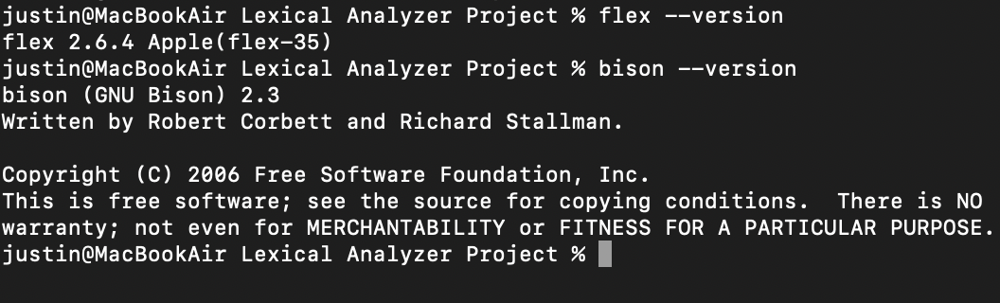 justin@MacBookAir Lexical Analyzer Project % flex --version
flex 2.6.4 Apple(flex-35)
justin@MacBookAir Lexical Analyzer Project % bison --version
bison (GNU Bison) 2.3
Written by Robert Corbett and Richard Stallman.

Copyright (C) 2006 Free Software Foundation, Inc.
This is free software; see the source for copying conditions.  There is NO
warranty; not even for MERCHANTABILITY or FITNESS FOR A PARTICULAR PURPOSE.
justin@MacBookAir Lexical Analyzer Project %